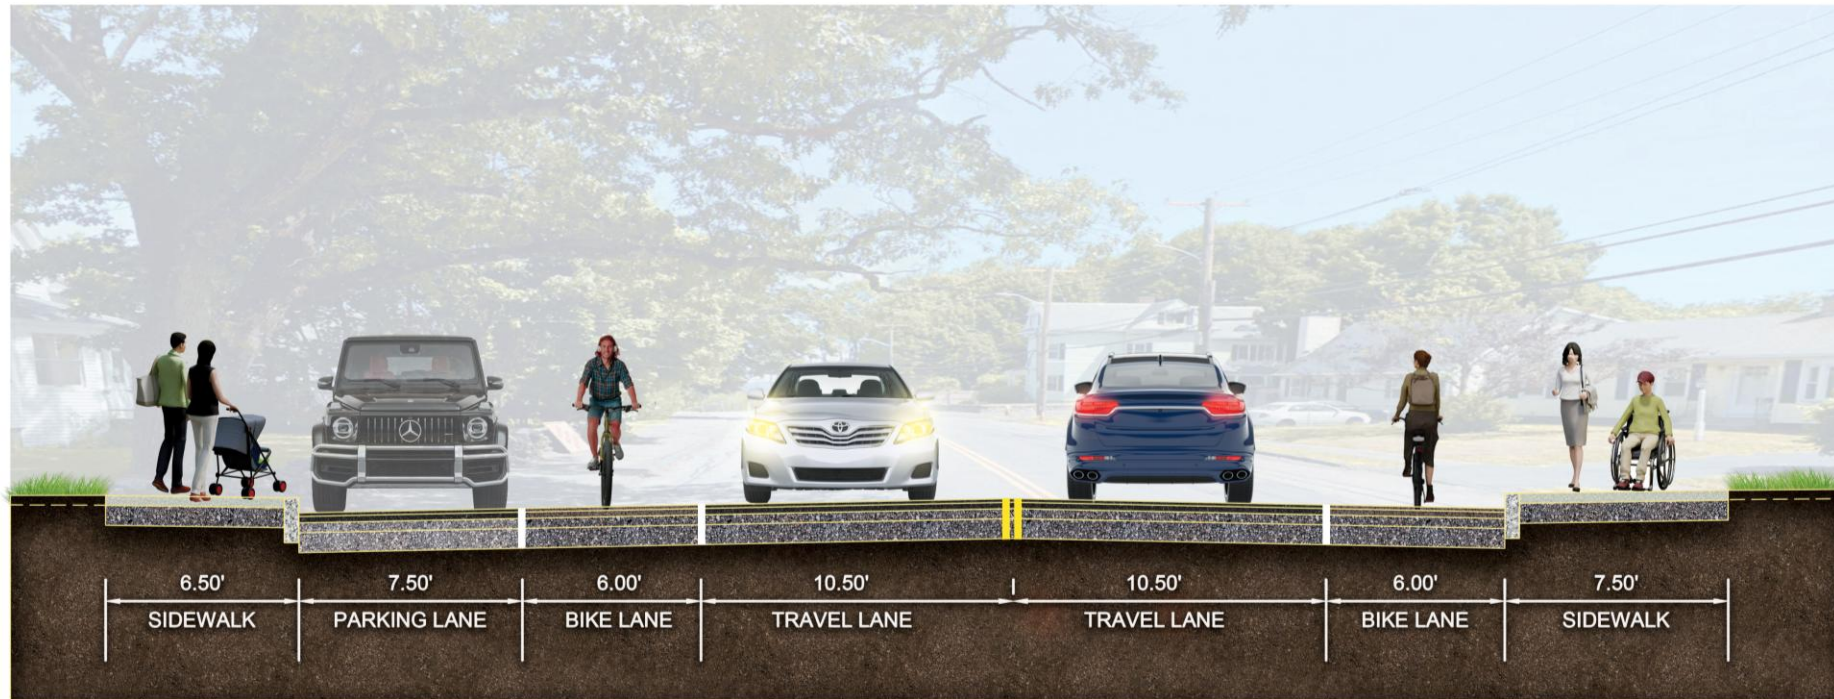 6.50' 7.50' 6.00' 10.50' 10.50' 6.00' 7.50'
SIDEWALK PARKING LANE BIKE LANE TRAVEL LANE TRAVEL LANE BIKE LANE SIDEWALK